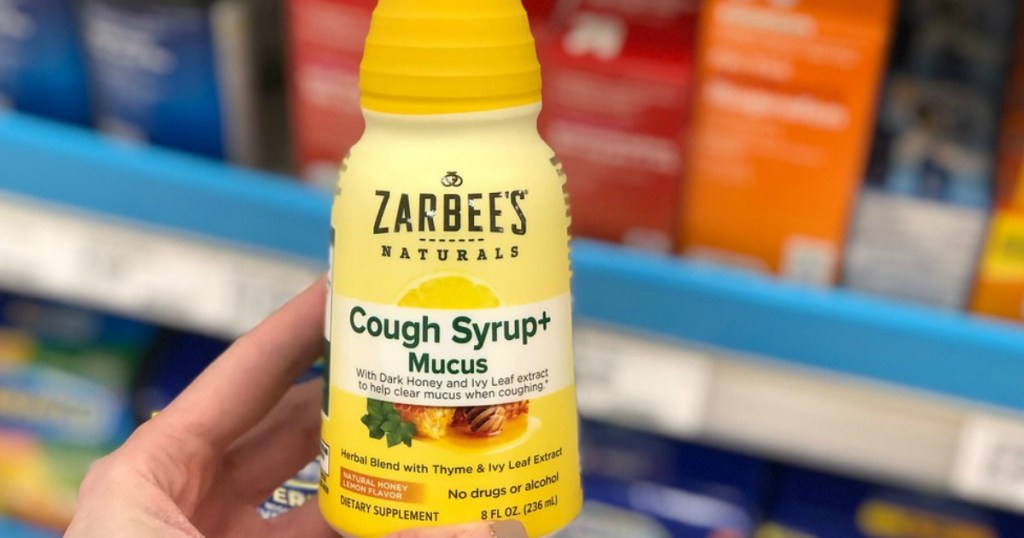 ZARBEE'S®
NATURALS
Cough Syrup+
Mucus
With Dark Honey and Ivy Leaf extract
to help clear mucus when coughing.*
Herbal Blend with Thyme & Ivy Leaf Extract
NATURAL HONEY
LEMON FLAVOR
No drugs or alcohol
DIETARY SUPPLEMENT
8 FL OZ. (236 mL)